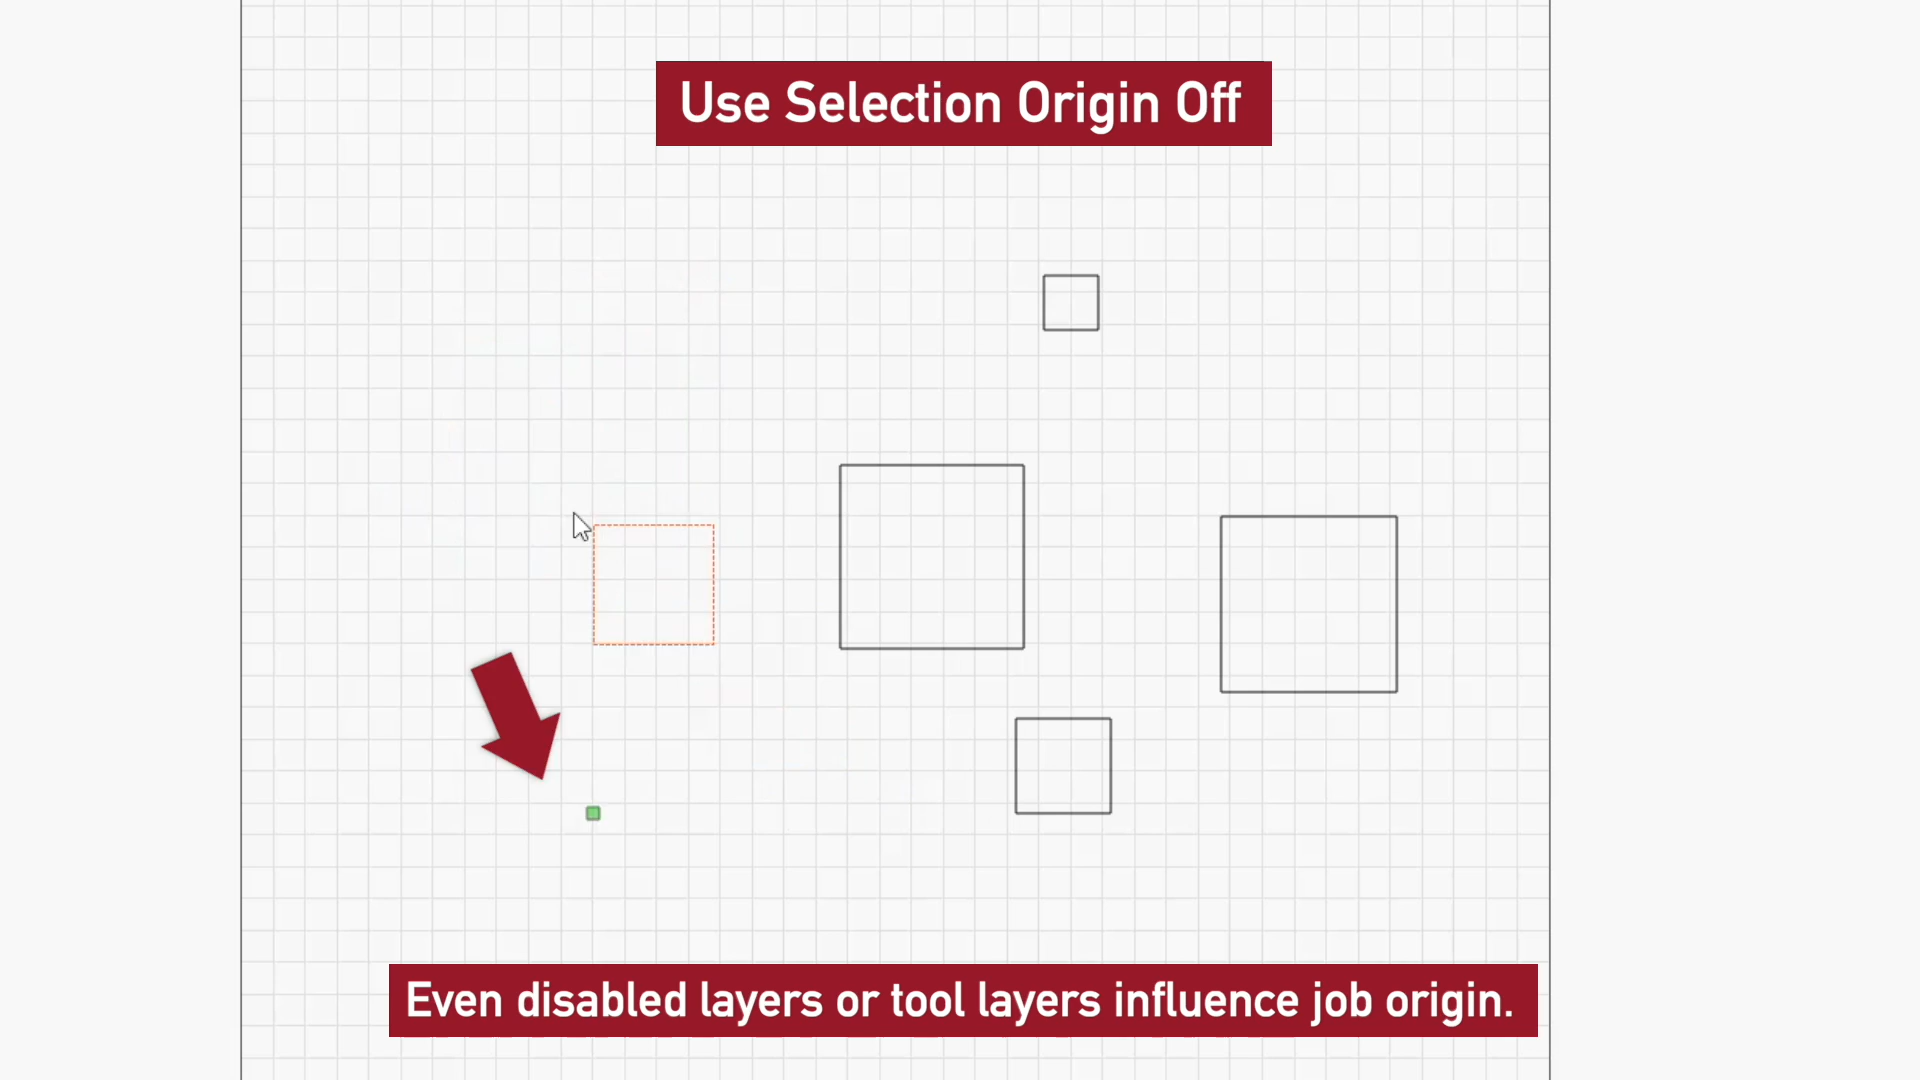 Use Selection Origin Off
Even disabled layers or tool layers influence job origin.